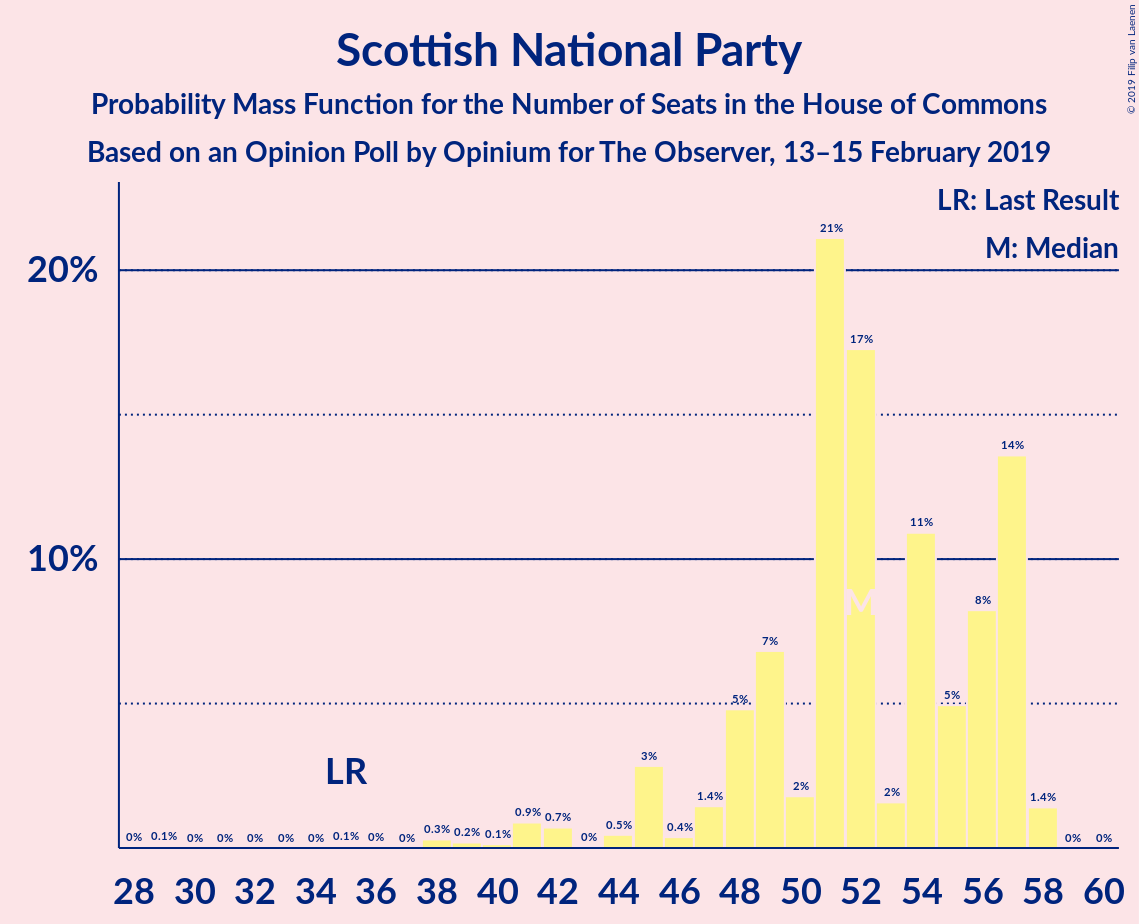 Scottish National Party
Probability Mass Function for the Number of Seats in the House of Commons
Based on an Opinion Poll by Opinium for The Observer, 13–15 February 2019
© 2019 Filip van Laenen
LR: Last Result
M: Median
20%
10%
LR
M
0% 0.1% 0% 0% 0% 0% 0% 0.1% 0% 0% 0.3% 0.2% 0.1% 0.9% 0.7% 0% 0.5% 3% 0.4% 1.4% 5% 7% 2% 21% 17% 2% 11% 5% 8% 14% 1.4% 0% 0%
28 30 32 34 36 38 40 42 44 46 48 50 52 54 56 58 60